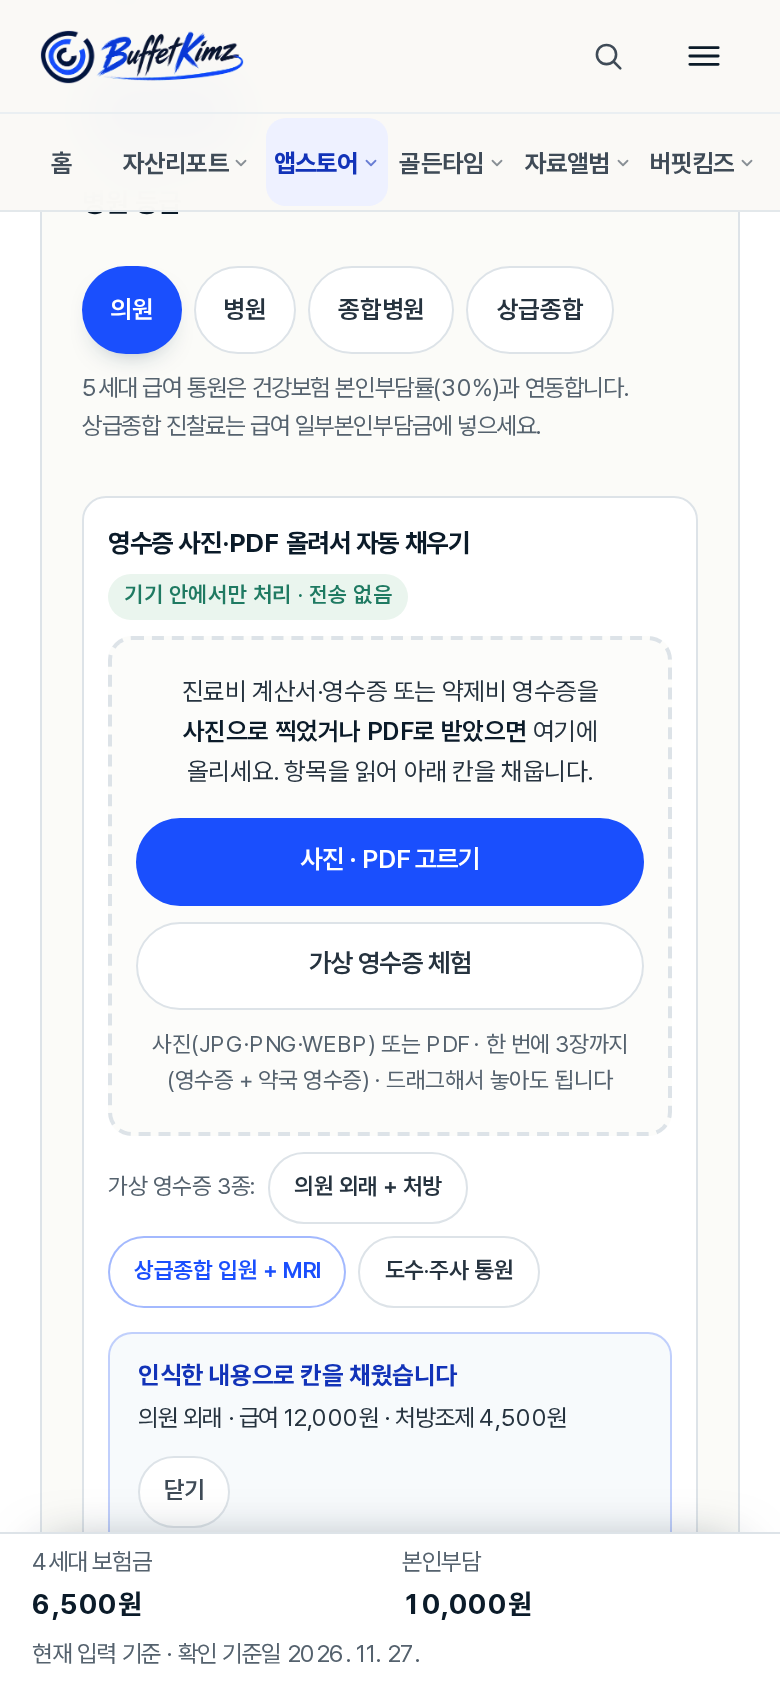 BuffetKimz
홈 자산리포트 앱스토어 골든타임 자료앨범 버핏킴즈
의원 병원 종합병원 상급종합
5세대 급여 통원은 건강보험 본인부담률(30%)과 연동합니다.
상급종합 진찰료는 급여 일부본인부담금에 넣으세요.
영수증 사진·PDF 올려서 자동 채우기
기기 안에서만 처리 · 전송 없음
진료비 계산서·영수증 또는 약제비 영수증을
사진으로 찍었거나 PDF로 받았으면 여기에
올리세요. 항목을 읽어 아래 칸을 채웁니다.
사진 · PDF 고르기
가상 영수증 체험
사진(JPG·PNG·WEBP) 또는 PDF · 한 번에 3장까지
(영수증 + 약국 영수증) · 드래그해서 놓아도 됩니다
가상 영수증 3종: 의원 외래 + 처방
상급종합 입원 + MRI 도수·주사 통원
인식한 내용으로 칸을 채웠습니다
의원 외래 · 급여 12,000원 · 처방조제 4,500원
닫기
4세대 보험금 본인부담
6,500원 10,000원
현재 입력 기준 · 확인 기준일 2026. 11. 27.